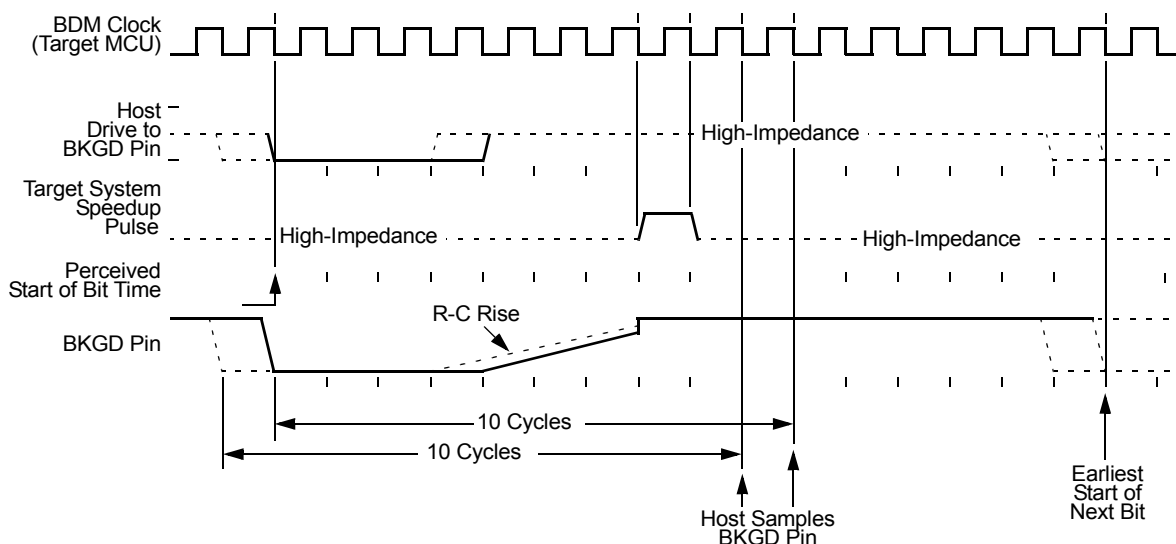 BDM Clock
(Target MCU)
Host
Drive to
BKGD Pin
High-Impedance
Target System
Speedup
Pulse
High-Impedance
High-Impedance
Perceived
Start of Bit Time
R-C Rise
BKGD Pin
10 Cycles
10 Cycles
Earliest
Start of
Next Bit
Host Samples
BKGD Pin